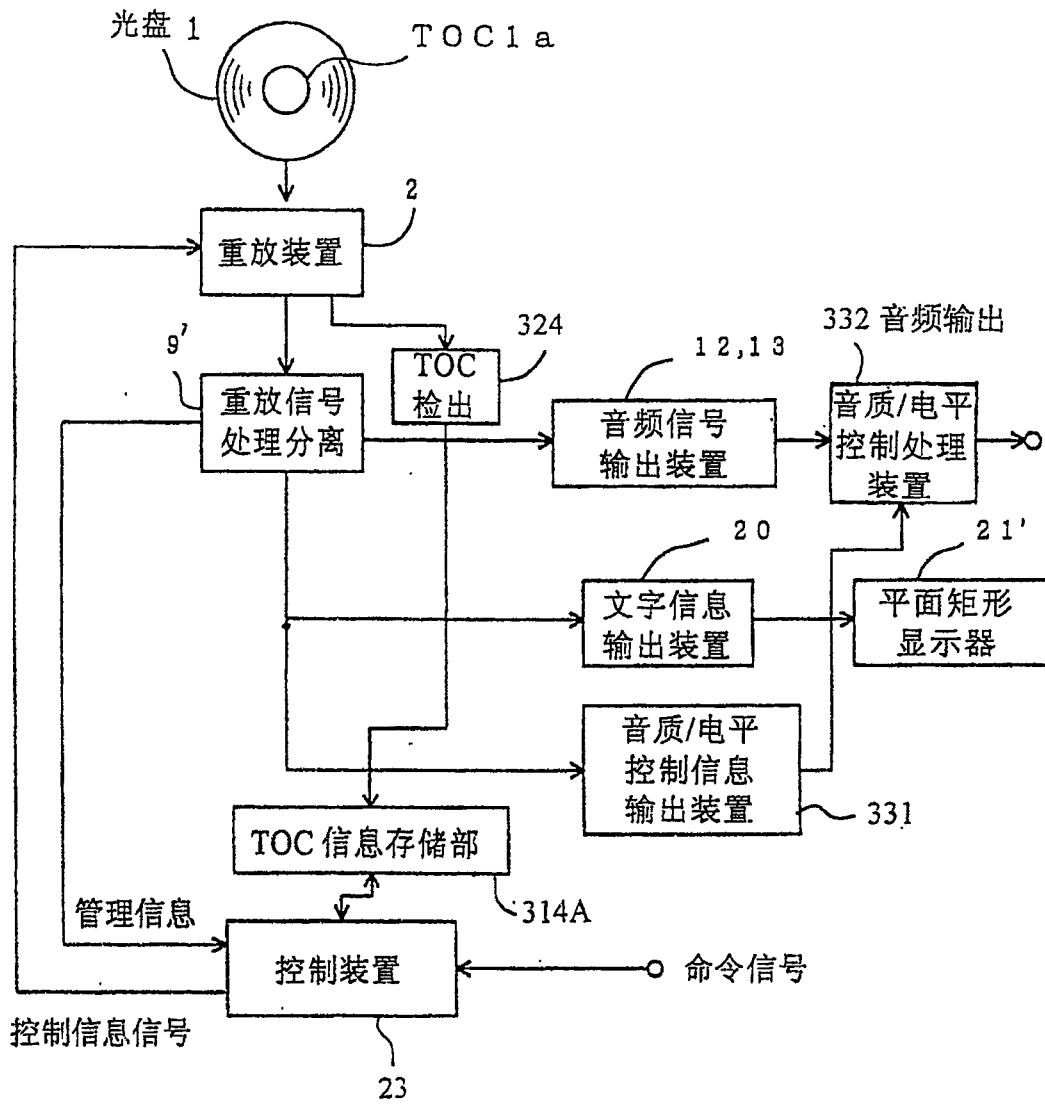 光盘 1
TOC1a
2
重放装置
324
332 音频输出
9'
12,13
TOC
检出
重放信号
处理分离
音频信号
输出装置
音质/电平
控制处理
装置
20
21'
文字信息
输出装置
平面矩形
显示器
音质/电平
控制信息
输出装置
331
TOC 信息存储部
314A
管理信息
控制装置
命令信号
控制信息信号
23